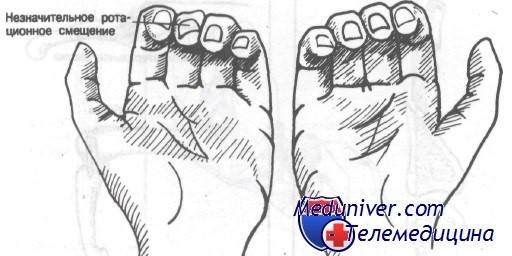 Незначительное рота-
ционное смещение
Meduniver.com
Телемедицина